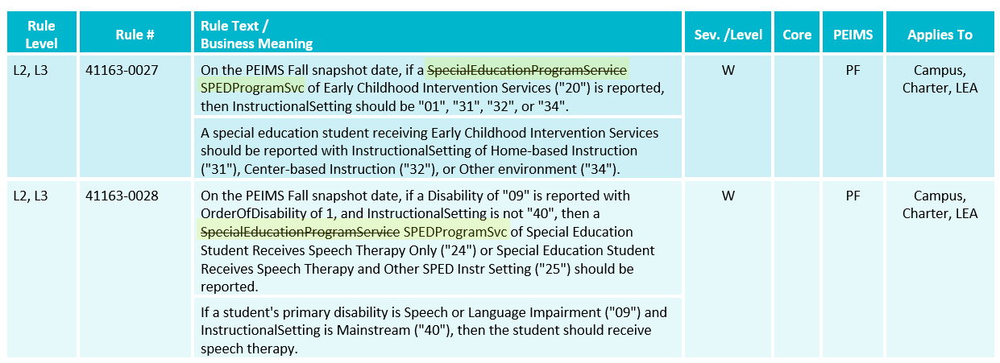 Rule Level Rule # Rule Text / Business Meaning Sev. /Level Core PEIMS Applies To
L2, L3 41163-0027 On the PEIMS Fall snapshot date, if a SpecialEducationProgramService W PF Campus,
SPEDProgramSvc of Early Childhood Intervention Services ("20") is reported, Charter, LEA
then InstructionalSetting should be "01", "31", "32", or "34".
A special education student receiving Early Childhood Intervention Services
should be reported with InstructionalSetting of Home-based Instruction
("31"), Center-based Instruction ("32"), or Other environment ("34").
L2, L3 41163-0028 On the PEIMS Fall snapshot date, if a Disability of "09" is reported with W PF Campus,
OrderOfDisability of 1, and InstructionalSetting is not "40", then a Charter, LEA
SpecialEducationProgramService SPEDProgramSvc of Special Education
Student Receives Speech Therapy Only ("24") or Special Education Student
Receives Speech Therapy and Other SPED Instr Setting ("25") should be
reported.
If a student's primary disability is Speech or Language Impairment ("09") and
InstructionalSetting is Mainstream ("40"), then the student should receive
speech therapy.